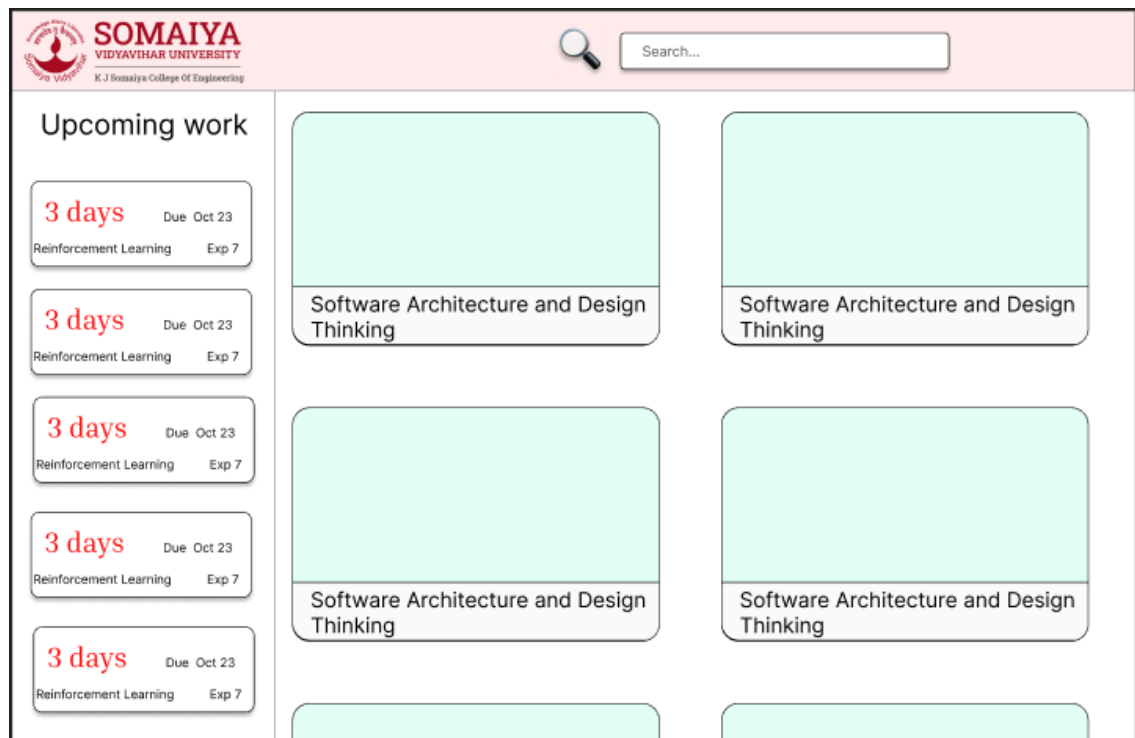 SOMAIYA
VIDYAVIHAR UNIVERSITY
K J Somaiya College Of Engineering
Somaiya Vidyavihar
Search...
Upcoming work
3 days Due Oct 23
Reinforcement Learning Exp 7
3 days Due Oct 23
Reinforcement Learning Exp 7
3 days Due Oct 23
Reinforcement Learning Exp 7
3 days Due Oct 23
Reinforcement Learning Exp 7
3 days Due Oct 23
Reinforcement Learning Exp 7
Software Architecture and Design
Thinking
Software Architecture and Design
Thinking
Software Architecture and Design
Thinking
Software Architecture and Design
Thinking